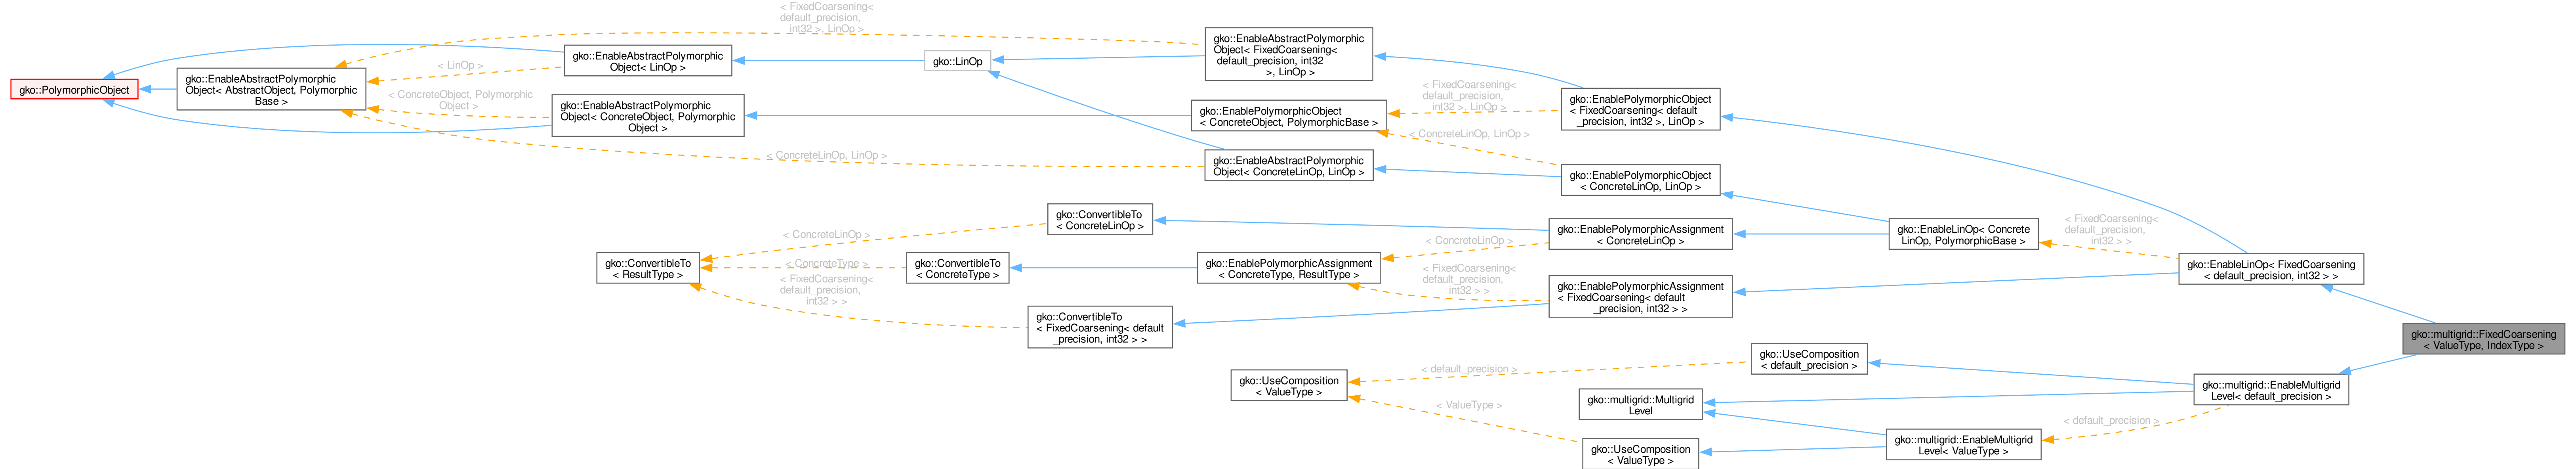 gko::PolymorphicObject
gko::EnableAbstractPolymorphic
Object< AbstractObject, Polymorphic
Base >
< FixedCoarsening<
default_precision,
int32 >, LinOp >
< LinOp >
< ConcreteObject, Polymorphic
Object >
< ConcreteLinOp, LinOp >
gko::EnableAbstractPolymorphic
Object< LinOp >
gko::EnableAbstractPolymorphic
Object< ConcreteObject, Polymorphic
Object >
gko::LinOp
gko::EnableAbstractPolymorphic
Object< FixedCoarsening<
default_precision, int32
>, LinOp >
gko::EnablePolymorphicObject
< ConcreteObject, PolymorphicBase >
gko::EnableAbstractPolymorphic
Object< ConcreteLinOp, LinOp >
< FixedCoarsening<
default_precision,
int32 >, LinOp >
< ConcreteLinOp, LinOp >
gko::EnablePolymorphicObject
< FixedCoarsening< default
_precision, int32 >, LinOp >
gko::EnablePolymorphicObject
< ConcreteLinOp, LinOp >
gko::ConvertibleTo
< ResultType >
< ConcreteLinOp >
< ConcreteType >
< FixedCoarsening<
default_precision,
int32 > >
gko::ConvertibleTo
< ConcreteLinOp >
gko::ConvertibleTo
< ConcreteType >
gko::ConvertibleTo
< FixedCoarsening< default
_precision, int32 > >
gko::EnablePolymorphicAssignment
< ConcreteType, ResultType >
< ConcreteLinOp >
< FixedCoarsening<
default_precision,
int32 > >
gko::EnablePolymorphicAssignment
< ConcreteLinOp >
gko::EnablePolymorphicAssignment
< FixedCoarsening< default
_precision, int32 > >
gko::EnableLinOp< Concrete
LinOp, PolymorphicBase >
< FixedCoarsening<
default_precision,
int32 > >
gko::EnableLinOp< FixedCoarsening
< default_precision, int32 > >
gko::multigrid::FixedCoarsening
< ValueType, IndexType >
gko::UseComposition
< ValueType >
< default_precision >
< ValueType >
gko::UseComposition
< default_precision >
gko::multigrid::Multigrid
Level
gko::UseComposition
< ValueType >
gko::multigrid::EnableMultigrid
Level< ValueType >
< default_precision >
gko::multigrid::EnableMultigrid
Level< default_precision >